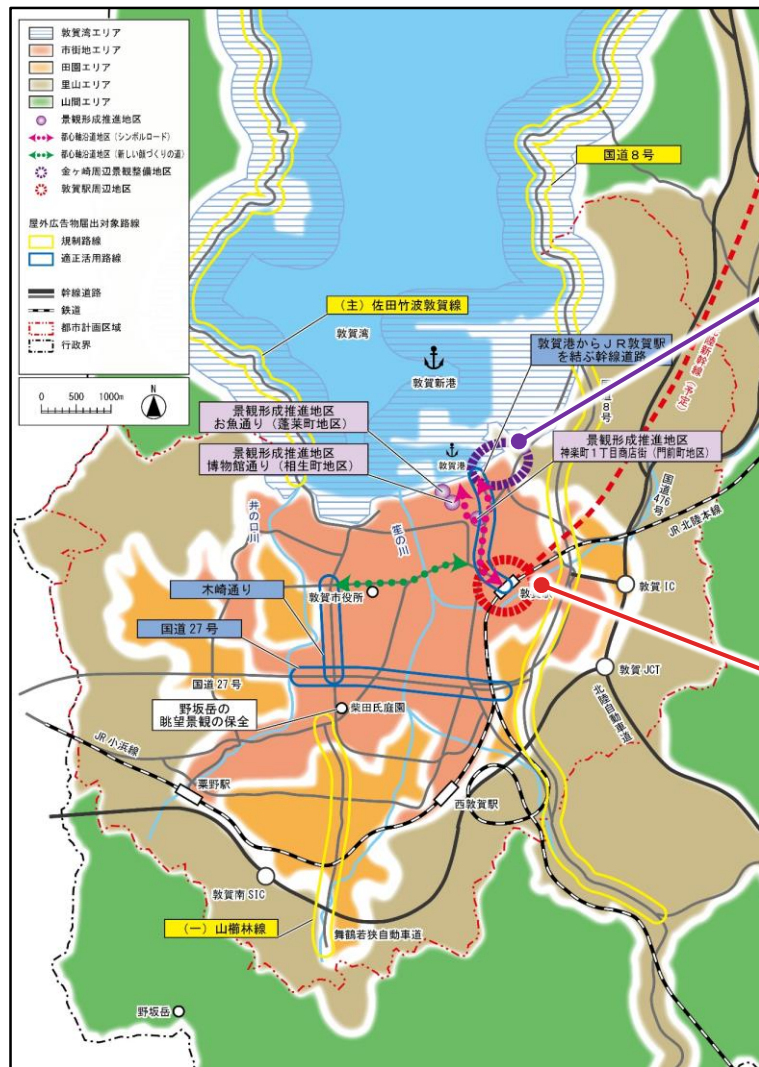 敦賀湾エリア
市街地エリア
田園エリア
里山エリア
山間エリア
景観形成推進地区
都心軸沿道地区（シンボルロード）
都心軸沿道地区（新しい顔づくりの道）
金ヶ崎周辺景観整備地区
敦賀駅周辺地区
屋外広告物届出対象路線
規制路線
適正活用路線
幹線道路
鉄道
都市計画区域
行政界
0 500 1000m
N
国道８号
（主）佐田竹波敦賀線
敦賀湾
敦賀新港
敦賀港からＪＲ敦賀駅
を結ぶ幹線道路
陸新幹線（予定）
国道8号
景観形成推進地区
お魚通り（蓬莱町地区）
景観形成推進地区
博物館通り（相生町地区）
敦賀港
景観形成推進地区
神楽町１丁目商店街（門前町地区）
国道
476号
JR北陸本線
井の口川
笙の川
木崎通り
敦賀市役所
敦賀
敦賀IC
国道27号
国道27号
敦賀JCT
北陸自動車道
野坂岳の
眺望景観の保全
柴田氏庭園
JR小浜線
粟野駅
西敦賀駅
敦賀南SIC
（一）山櫛林線
舞鶴若狭自動車道
野坂岳